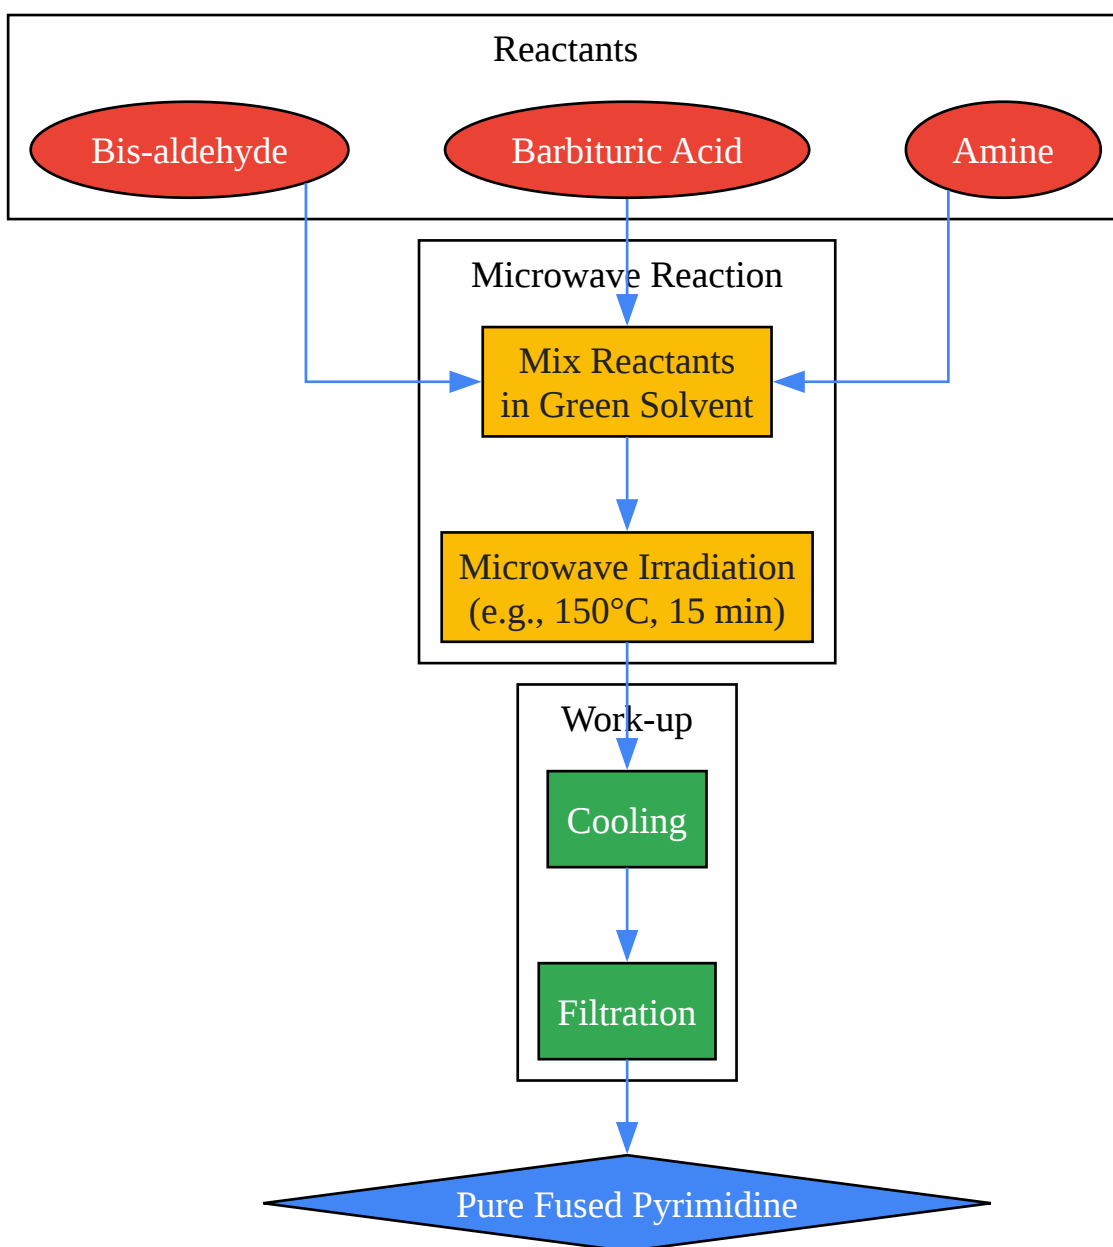 Reactants
Bis-aldehyde
Barbituric Acid
Amine
Microwave Reaction
Mix Reactants
in Green Solvent
Microwave Irradiation
(e.g., 150°C, 15 min)
Work-up
Cooling
Filtration
Pure Fused Pyrimidine